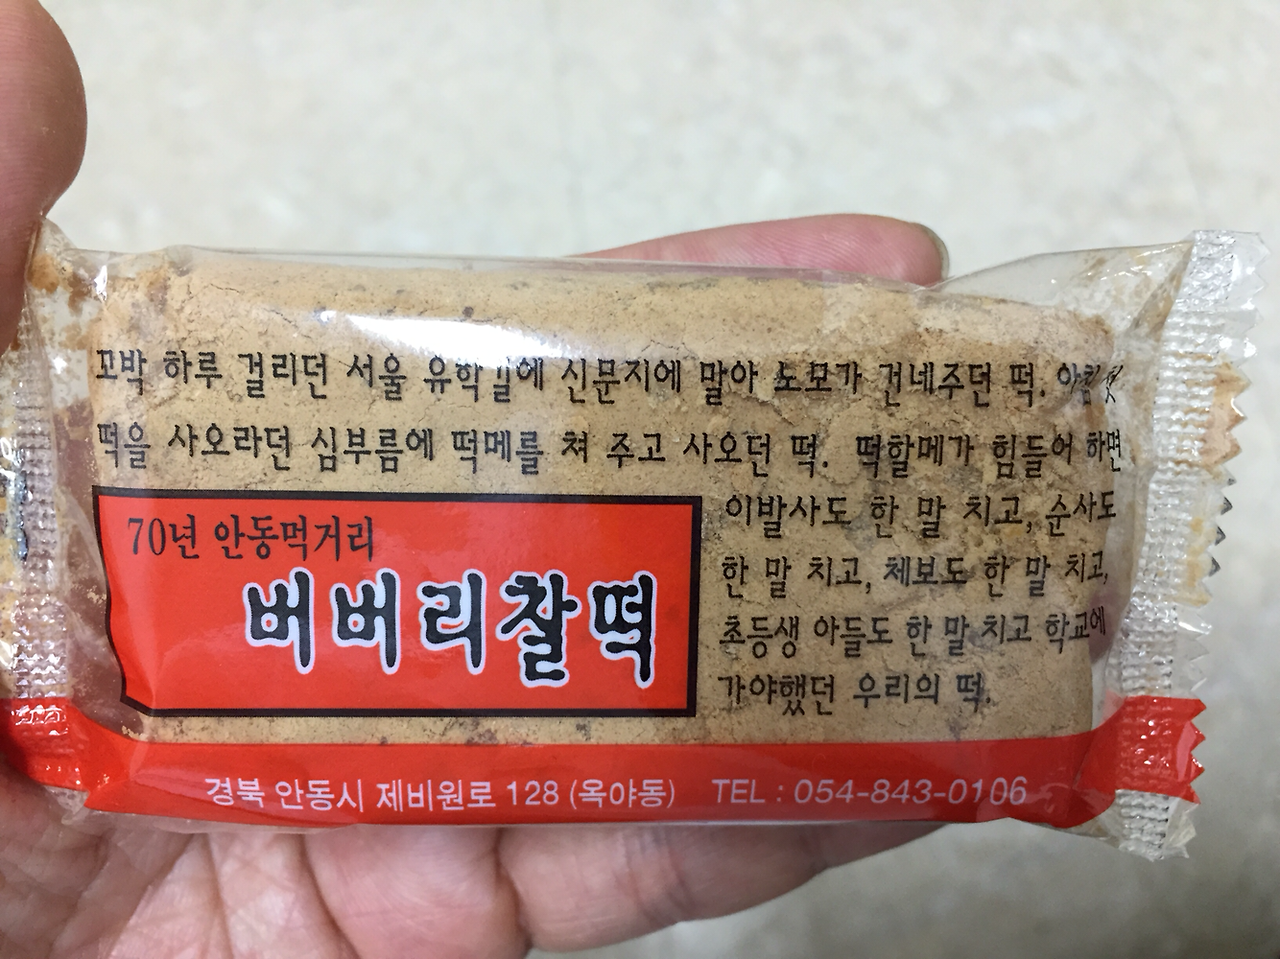 꼬박 하루 걸리던 서울 유학길에 신문지에 말아 노모가 건네주던 떡.
떡을 사오라던 심부름에 떡메를 쳐 주고 사오던 떡. 떡할메가 힘들어 하면
이발사도 한 말 치고, 순사도
한 말 치고, 체보도 한 말 치고,
초등생 아들도 한 말 치고 학교에
가야했던 우리의 떡.
70년 안동먹거리
버버리찰떡
경북 안동시 제비원로 128 (옥야동) TEL : 054-843-0106